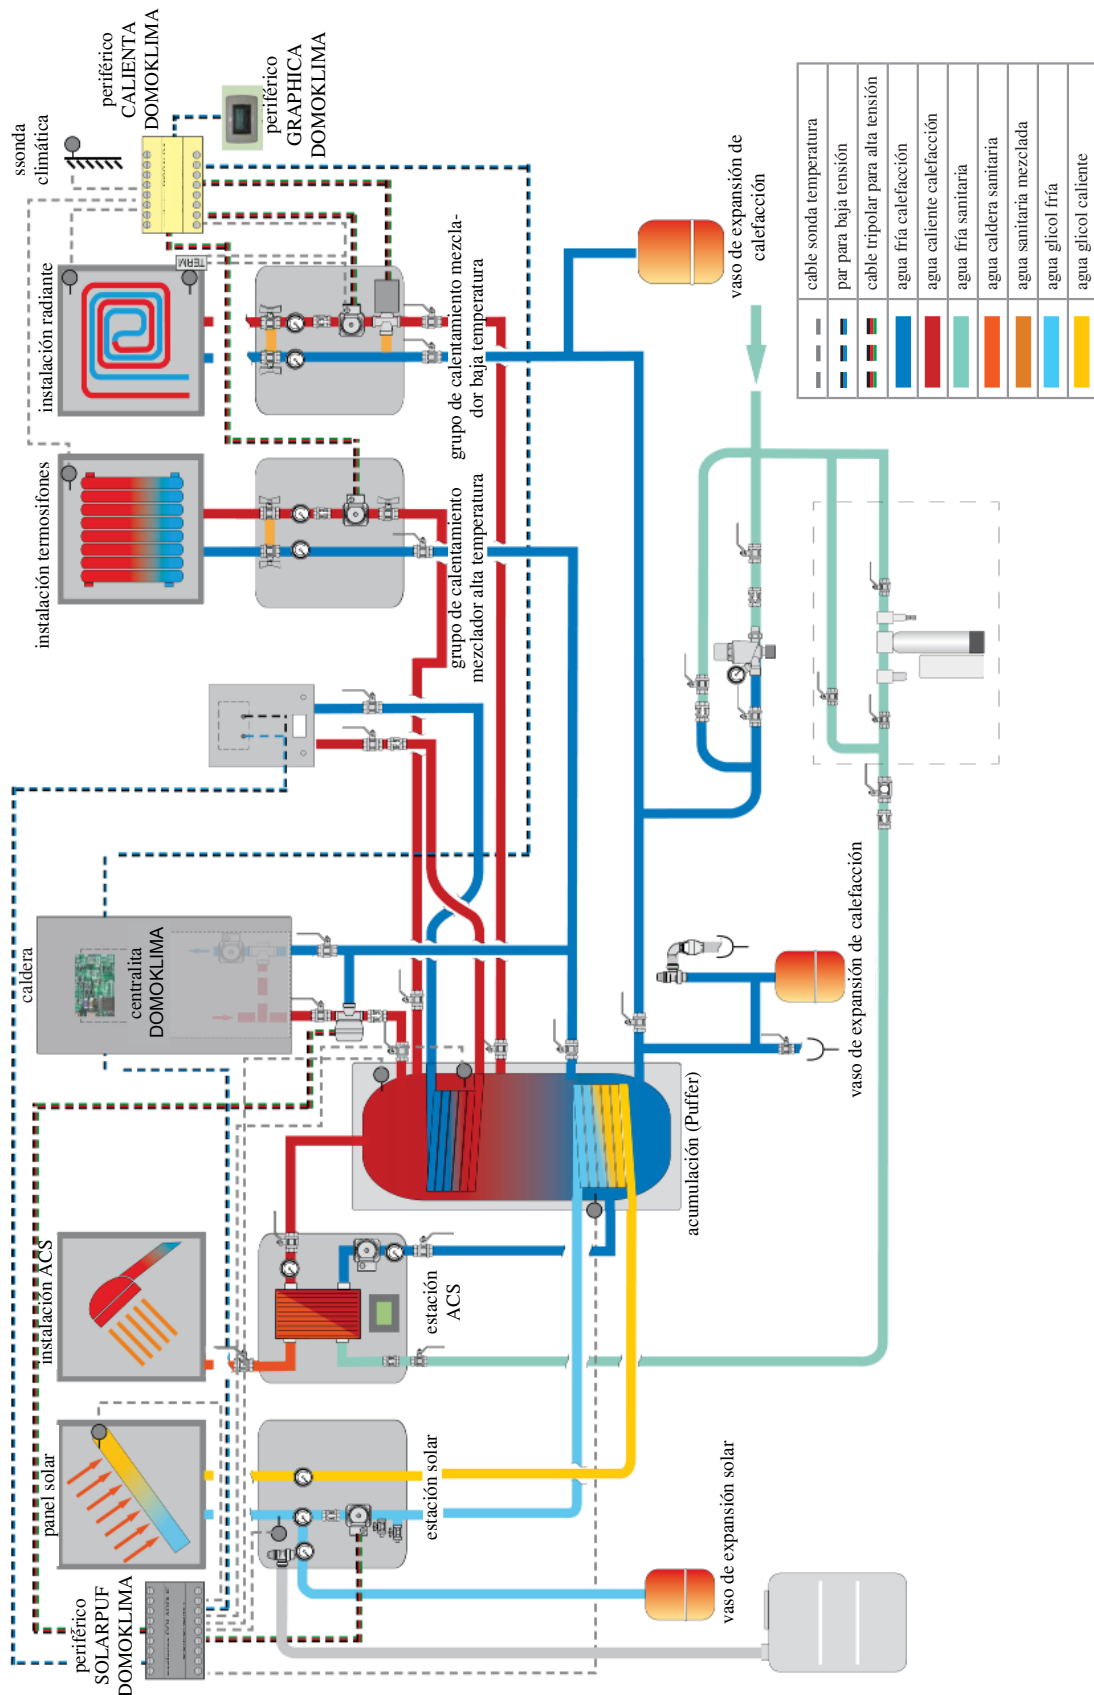 periférico
SOLARPUF
DOMOKLIMA
panel solar
instalación ACS
caldera
centralita
DOMOKLIMA
instalación termosifones
instalación radiante
ssonda
climática
periférico
CALIENTA
DOMOKLIMA
TERM
periférico
GRAPHICA
DOMOKLIMA
estación solar
estación
ACS
grupo de calentamiento
mezclador alta temperatura
grupo de calentamiento mezcla-
dor baja temperatura
acumulación (Puffer)
vaso de expansión solar
vaso de expansión de calefacción
vaso de expansión de
calefacción
cable sonda temperatura
par para baja tensión
cable tripolar para alta tensión
agua fría calefacción
agua caliente calefacción
agua fría sanitaria
agua caldera sanitaria
agua sanitaria mezclada
agua glicol fría
agua glicol caliente